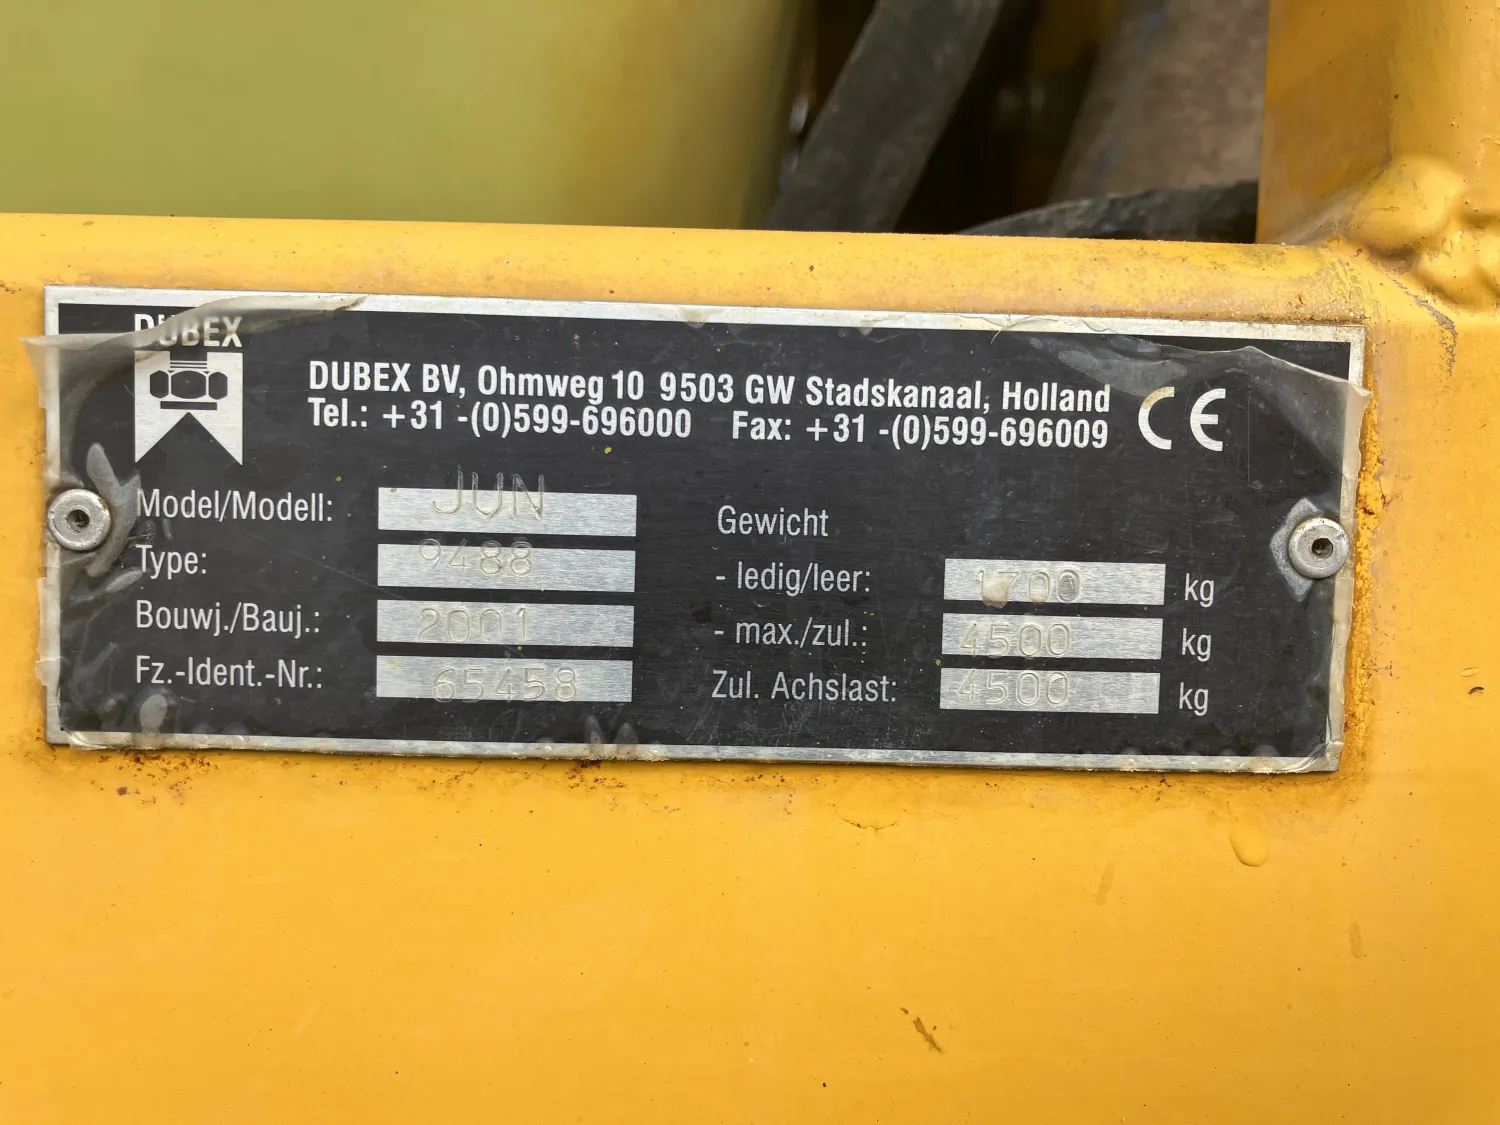 DUBEX
DUBEX BV, Ohmweg 10 9503 GW Stadskanaal, Holland
Tel.: +31 -(0)599-696000 Fax: +31 -(0)599-696009
CE
Model/Modell: JUN
Type: 9488
Bouwj./Bauj.: 2001
Fz.-Ident.-Nr.: 65458
Gewicht
- ledig/leer: 1700 kg
- max./zul.: 4500 kg
Zul. Achslast: 4500 kg